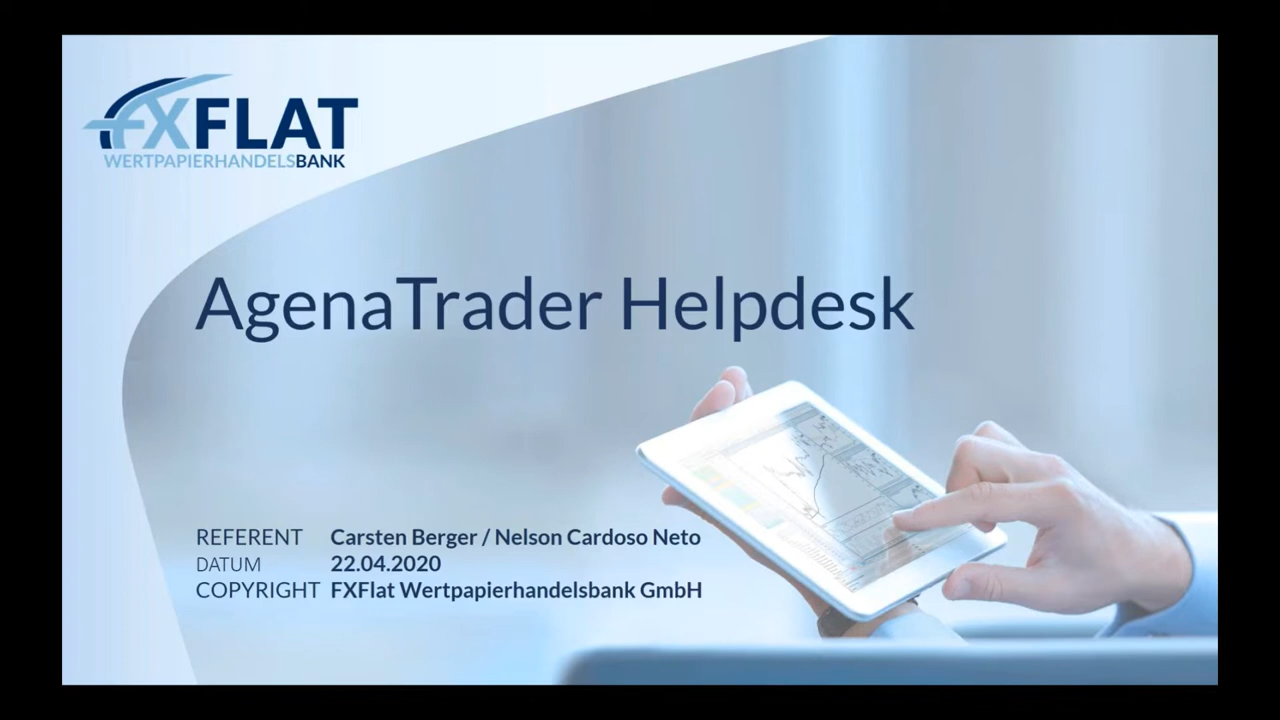 FXFLAT
WERTPAPIERHANDELSBANK
AgenaTrader Helpdesk
REFERENT Carsten Berger / Nelson Cardoso Neto
DATUM 22.04.2020
COPYRIGHT FXFlat Wertpapierhandelsbank GmbH